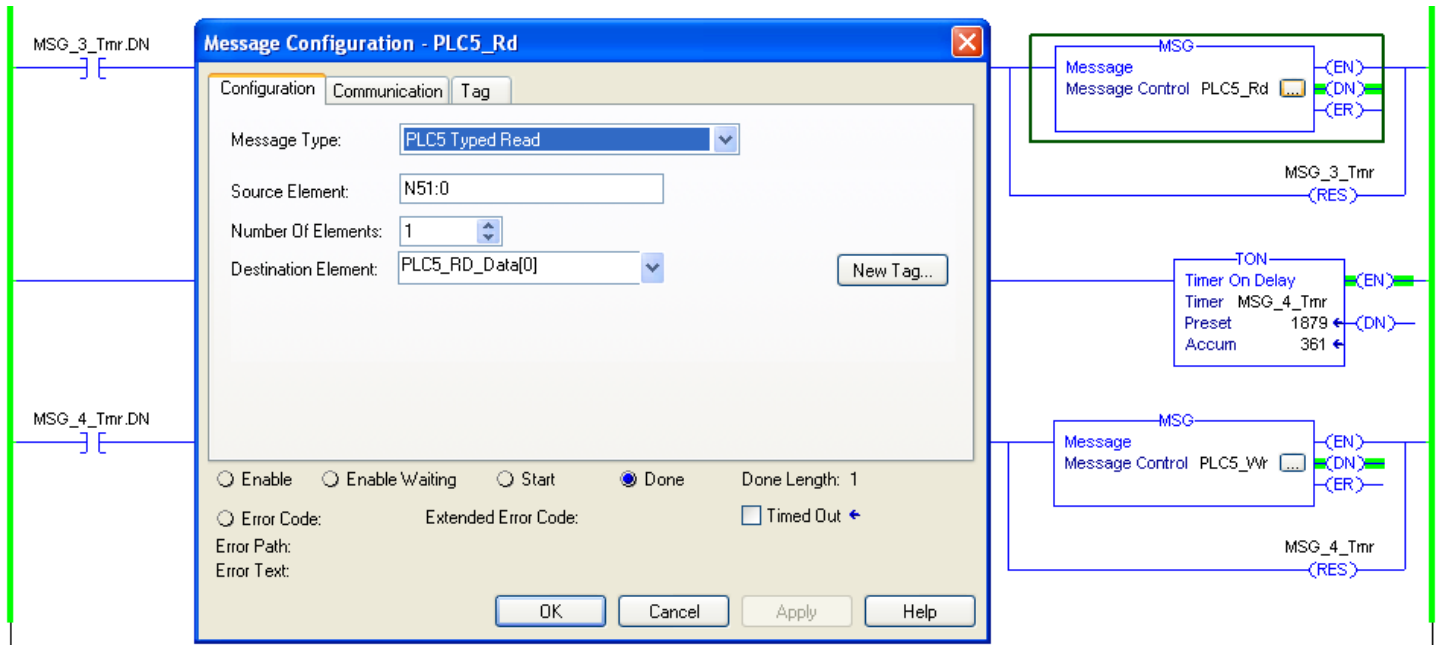 MSG_3_Tmr.DN
Message Configuration - PLC5_Rd
Configuration Communication Tag
Message Type: PLC5 Typed Read
Source Element: N51:0
Number Of Elements: 1
Destination Element: PLC5_RD_Data[0] New Tag...
Enable Enable Waiting Start Done Done Length: 1
Error Code: Extended Error Code: Timed Out
Error Path:
Error Text:
OK Cancel Apply Help
MSG
Message
Message Control PLC5_Rd ...
(EN)
(DN)
(ER)
MSG_3_Tmr
(RES)
TON
Timer On Delay
Timer MSG_4_Tmr
Preset 1879
Accum 361
(EN)
(DN)
MSG_4_Tmr.DN
MSG
Message
Message Control PLC5_Wr ...
(EN)
(DN)
(ER)
MSG_4_Tmr
(RES)